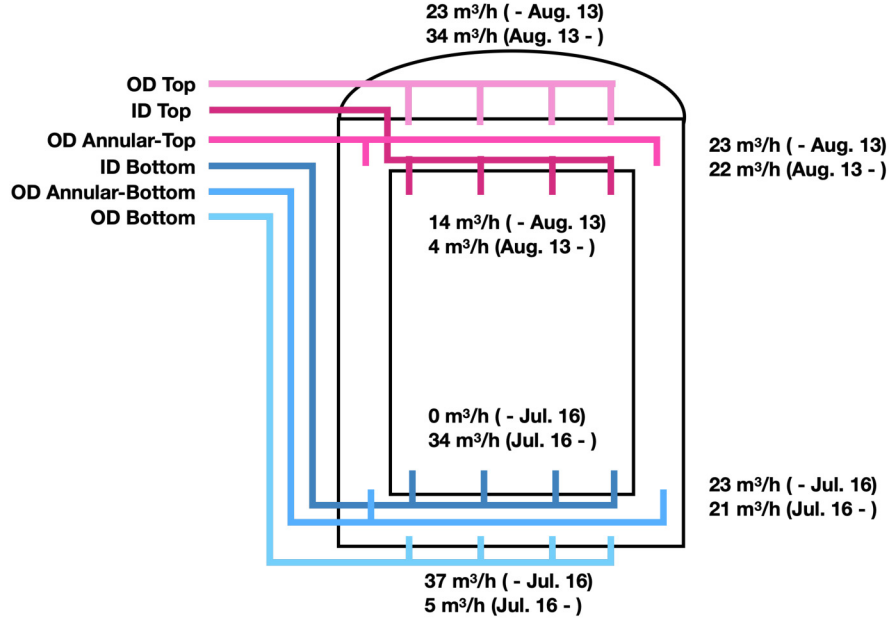 23 m³/h ( - Aug. 13)
34 m³/h (Aug. 13 - )
OD Top
ID Top
OD Annular-Top
ID Bottom
OD Annular-Bottom
OD Bottom
23 m³/h ( - Aug. 13)
22 m³/h (Aug. 13 - )
14 m³/h ( - Aug. 13)
4 m³/h (Aug. 13 - )
0 m³/h ( - Jul. 16)
34 m³/h (Jul. 16 - )
23 m³/h ( - Jul. 16)
21 m³/h (Jul. 16 - )
37 m³/h ( - Jul. 16)
5 m³/h (Jul. 16 - )